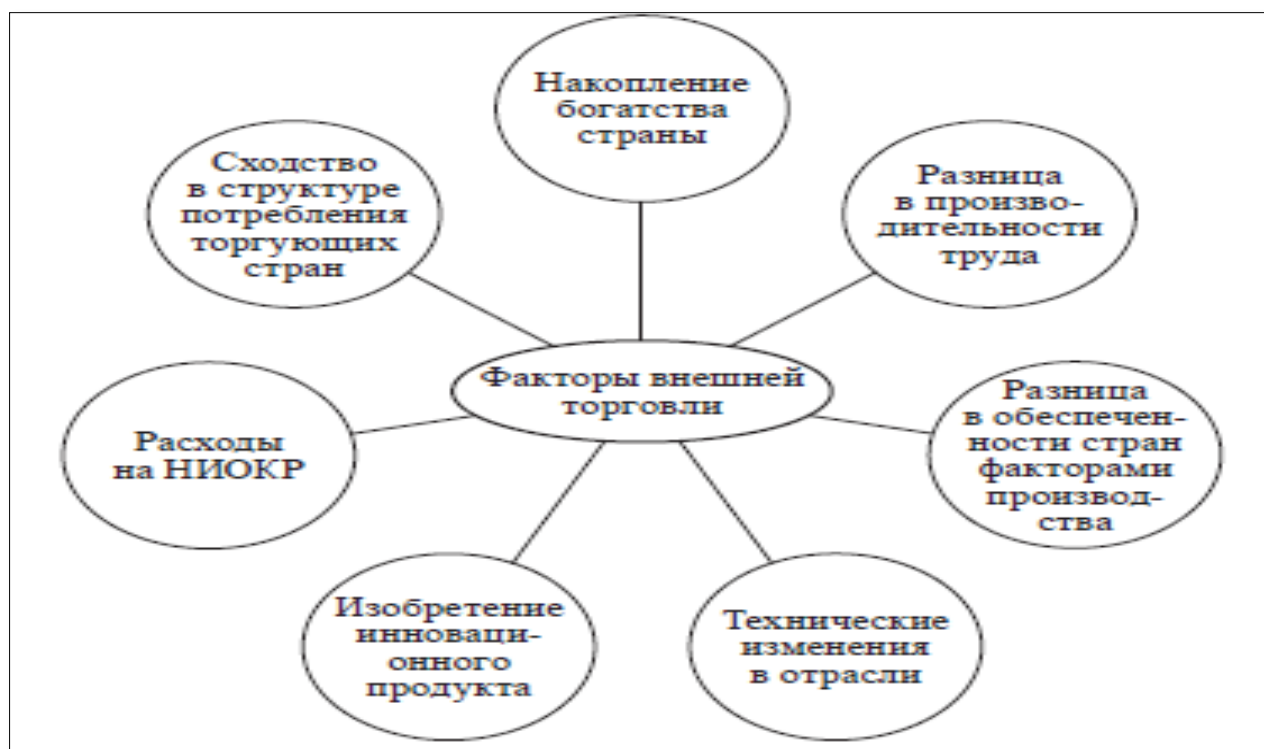 Накопление
богатства
страны
Сходство
в структуре
потребления
торгующих
стран
Разница
в произво-
дительности
труда
Факторы внешней
торговли
Расходы
на НИОКР
Разница
в обеспечен-
ности стран
факторами
производ-
ства
Изобретение
инноваци-
онного
продукта
Технические
изменения
в отрасли